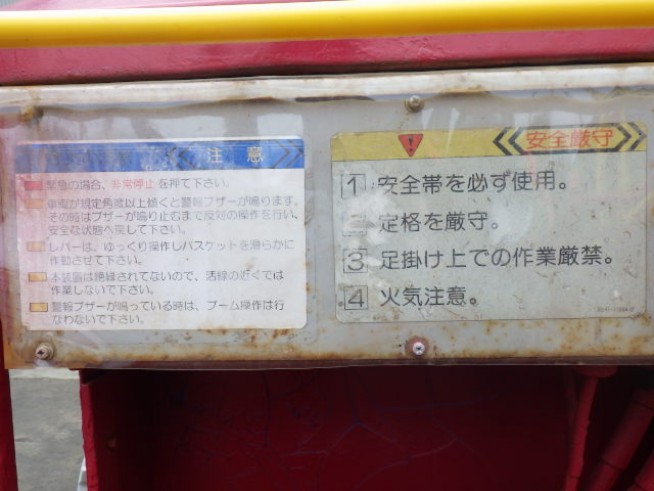 注意
緊急の場合、非常停止を押て下さい。
車両が規定角度以上傾くと警報ブザーが鳴ります。
その時はブザーが鳴り止むまで反対の操作を行い、
安全な状態へ戻して下さい。
レバーは、ゆっくり操作しバスケットを滑らかに
作動させて下さい。
本装置は絶縁されてないので、活線の近くでは
作業しないで下さい。
警報ブザーが鳴っている時は、ブーム操作は行
なわないで下さい。
安全厳守
1 安全帯を必ず使用。
2 定格を厳守。
3 足掛け上での作業厳禁。
4 火気注意。